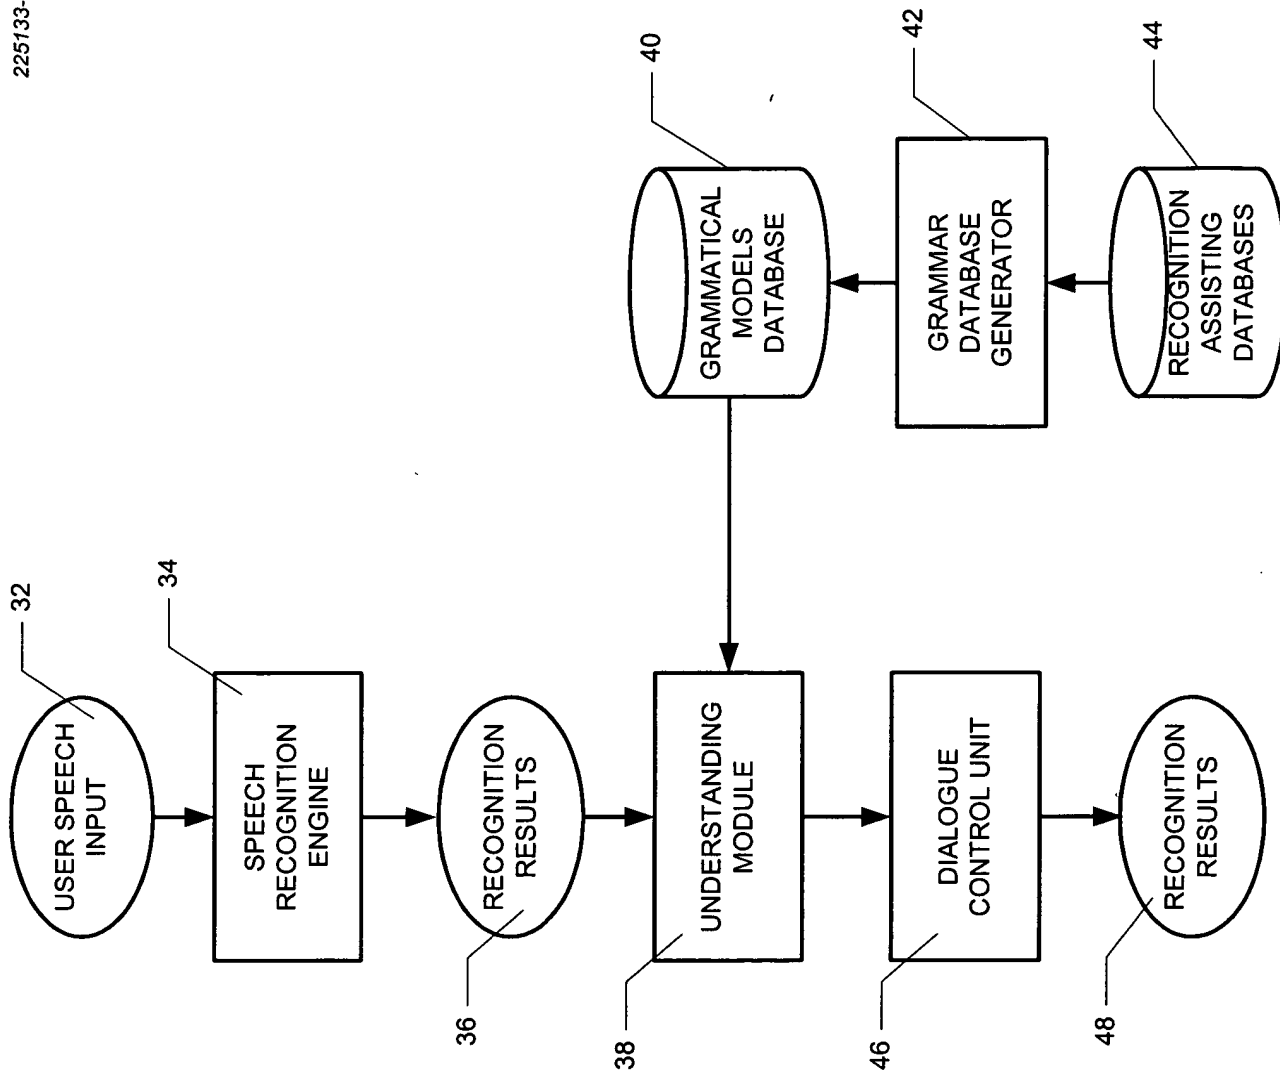 225133-
32
USER SPEECH
INPUT
34
SPEECH
RECOGNITION
ENGINE
36
RECOGNITION
RESULTS
38
UNDERSTANDING
MODULE
40
GRAMMATICAL
MODELS
DATABASE
42
GRAMMAR
DATABASE
GENERATOR
44
RECOGNITION
ASSISTING
DATABASES
46
DIALOGUE
CONTROL UNIT
48
RECOGNITION
RESULTS